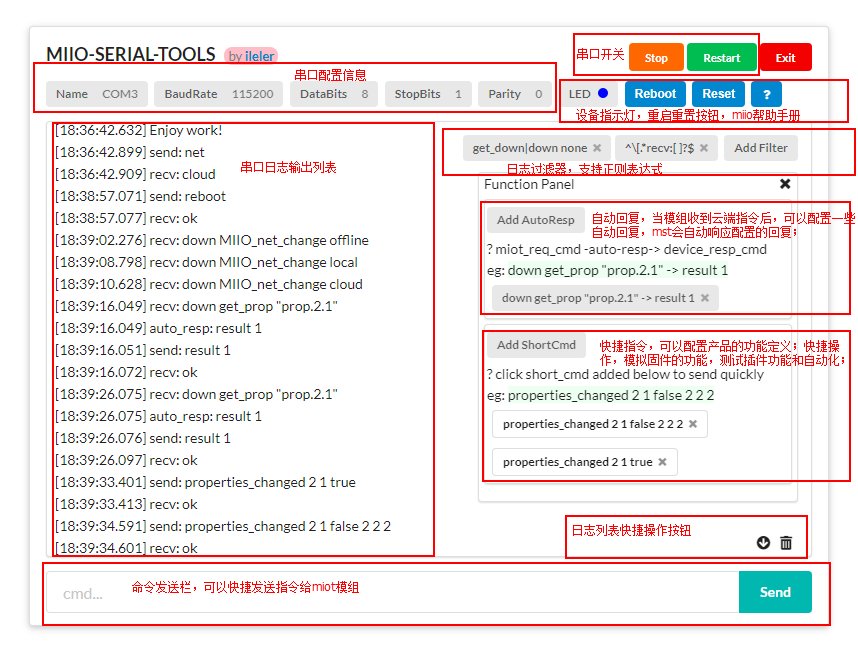 MIIO-SERIAL-TOOLS by ileler
串口开关
Stop Restart Exit
串口配置信息
Name COM3 BaudRate 115200 DataBits 8 StopBits 1 Parity 0
LED Reboot Reset ?
设备指示灯，重启重置按钮，miio帮助手册
[18:36:42.632] Enjoy work!
[18:36:42.899] send: net
[18:36:42.909] recv: cloud
[18:38:57.071] send: reboot
[18:38:57.077] recv: ok
[18:39:02.276] recv: down MIIO_net_change offline
[18:39:08.798] recv: down MIIO_net_change local
[18:39:10.628] recv: down MIIO_net_change cloud
[18:39:16.049] recv: down get_prop "prop.2.1"
[18:39:16.049] auto_resp: result 1
[18:39:16.051] send: result 1
[18:39:16.072] recv: ok
[18:39:26.075] recv: down get_prop "prop.2.1"
[18:39:26.075] auto_resp: result 1
[18:39:26.076] send: result 1
[18:39:26.097] recv: ok
[18:39:33.401] send: properties_changed 2 1 true
[18:39:33.413] recv: ok
[18:39:34.591] send: properties_changed 2 1 false 2 2 2
[18:39:34.601] recv: ok
串口日志输出列表
get_down|down none ✖ ^\[.*recv:[ ]?$ ✖ Add Filter
日志过滤器，支持正则表达式
Function Panel ✖
Add AutoResp
自动回复，当模组收到云端指令后，可以配置一些
自动回复，mst会自动响应配置的回复；
? miot_req_cmd -auto-resp-> device_resp_cmd
eg: down get_prop "prop.2.1" -> result 1
down get_prop "prop.2.1" -> result 1 ✖
Add ShortCmd
快捷指令，可以配置产品的功能定义；快捷操
作，模拟固件的功能，测试插件功能和自动化；
? click short_cmd added below to send quickly
eg: properties_changed 2 1 false 2 2 2
properties_changed 2 1 false 2 2 2 ✖
properties_changed 2 1 true ✖
日志列表快捷操作按钮
cmd...
命令发送栏，可以快捷发送指令给miot模组
Send